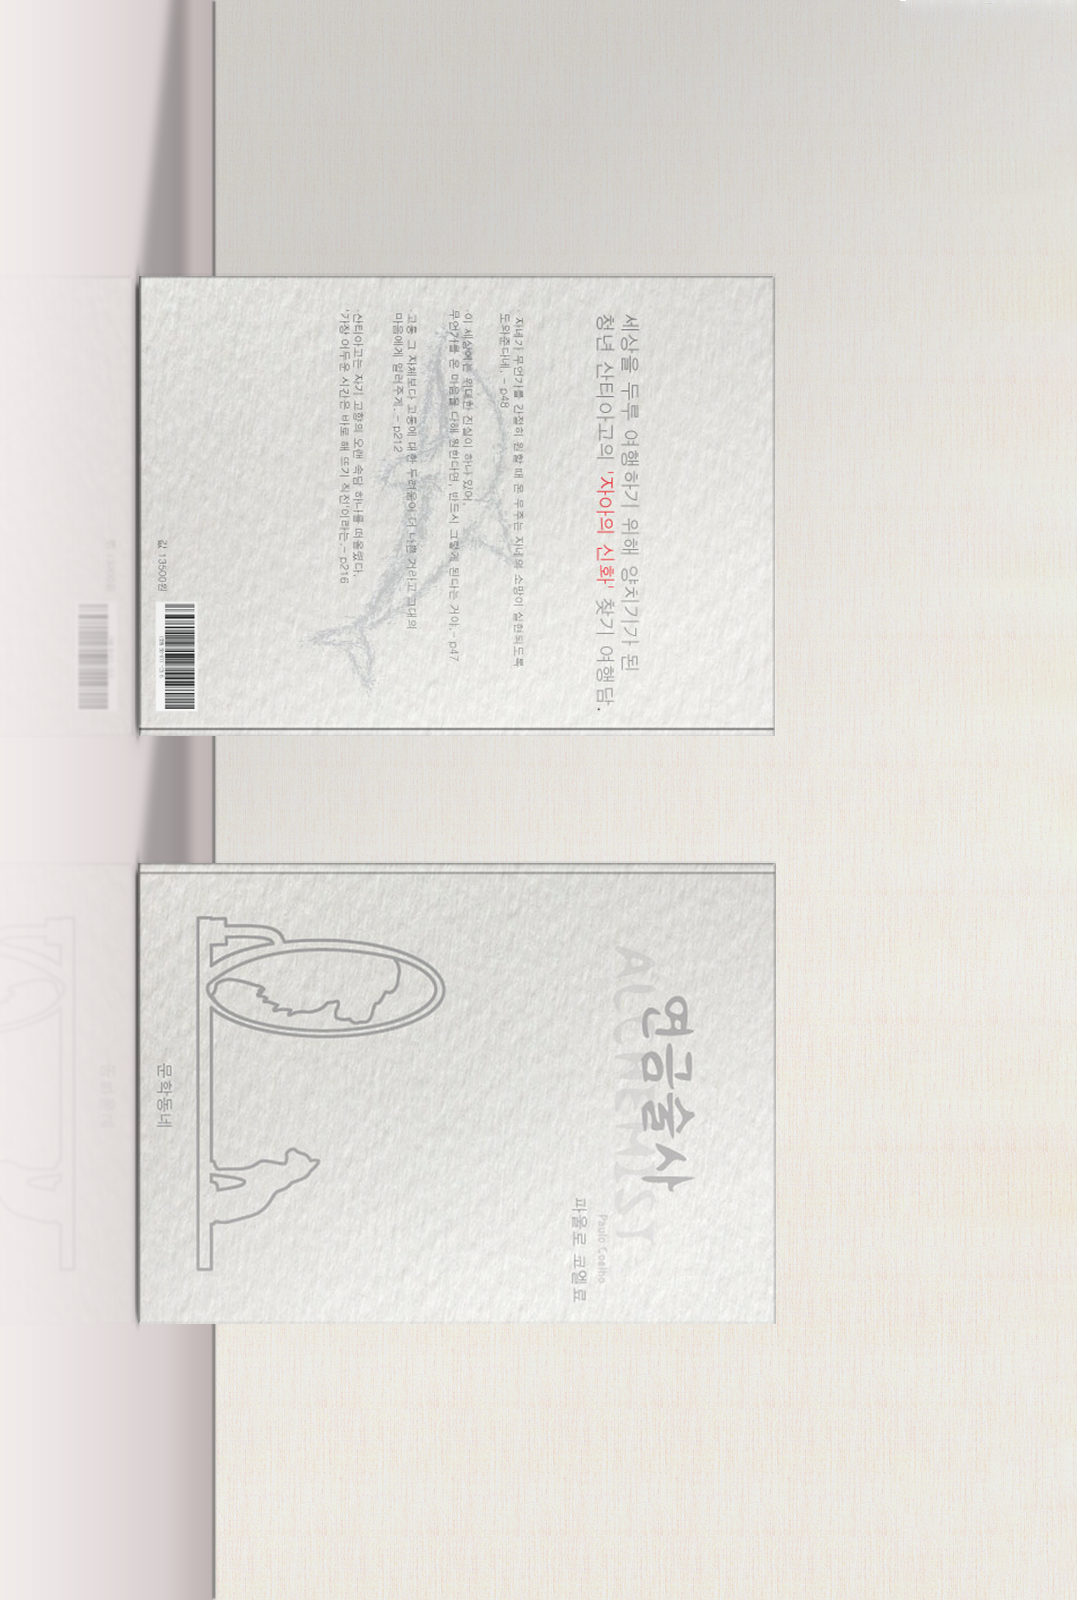 세상을 두루 여행하기 위해 양치기가 된
청년 산티아고의 '자아의 신화' 찾기 여행담.
자네가 무언가를 간절히 원할 때 온 우주는 자네의 소망이 실현되도록
도와준다네. - p48
'이 세상에는 위대한 진실이 하나 있어.
무언가를 온 마음을 다해 원한다면, 반드시 그렇게 된다는 거야.- p47
고통 그 자체보다 고통에 대한 두려움이 더 나쁜 거라고 그대의
마음에게 일러주게. - p212
산티아고는 자기 고향의 오랜 속담 하나를 떠올렸다.
'가장 어두운 시간은 바로 해 뜨기 직전'이라는.- p216
값 13500원
연금술사
ALCHEMIST
Paulo Coelho
파울로 코엘료
문학동네